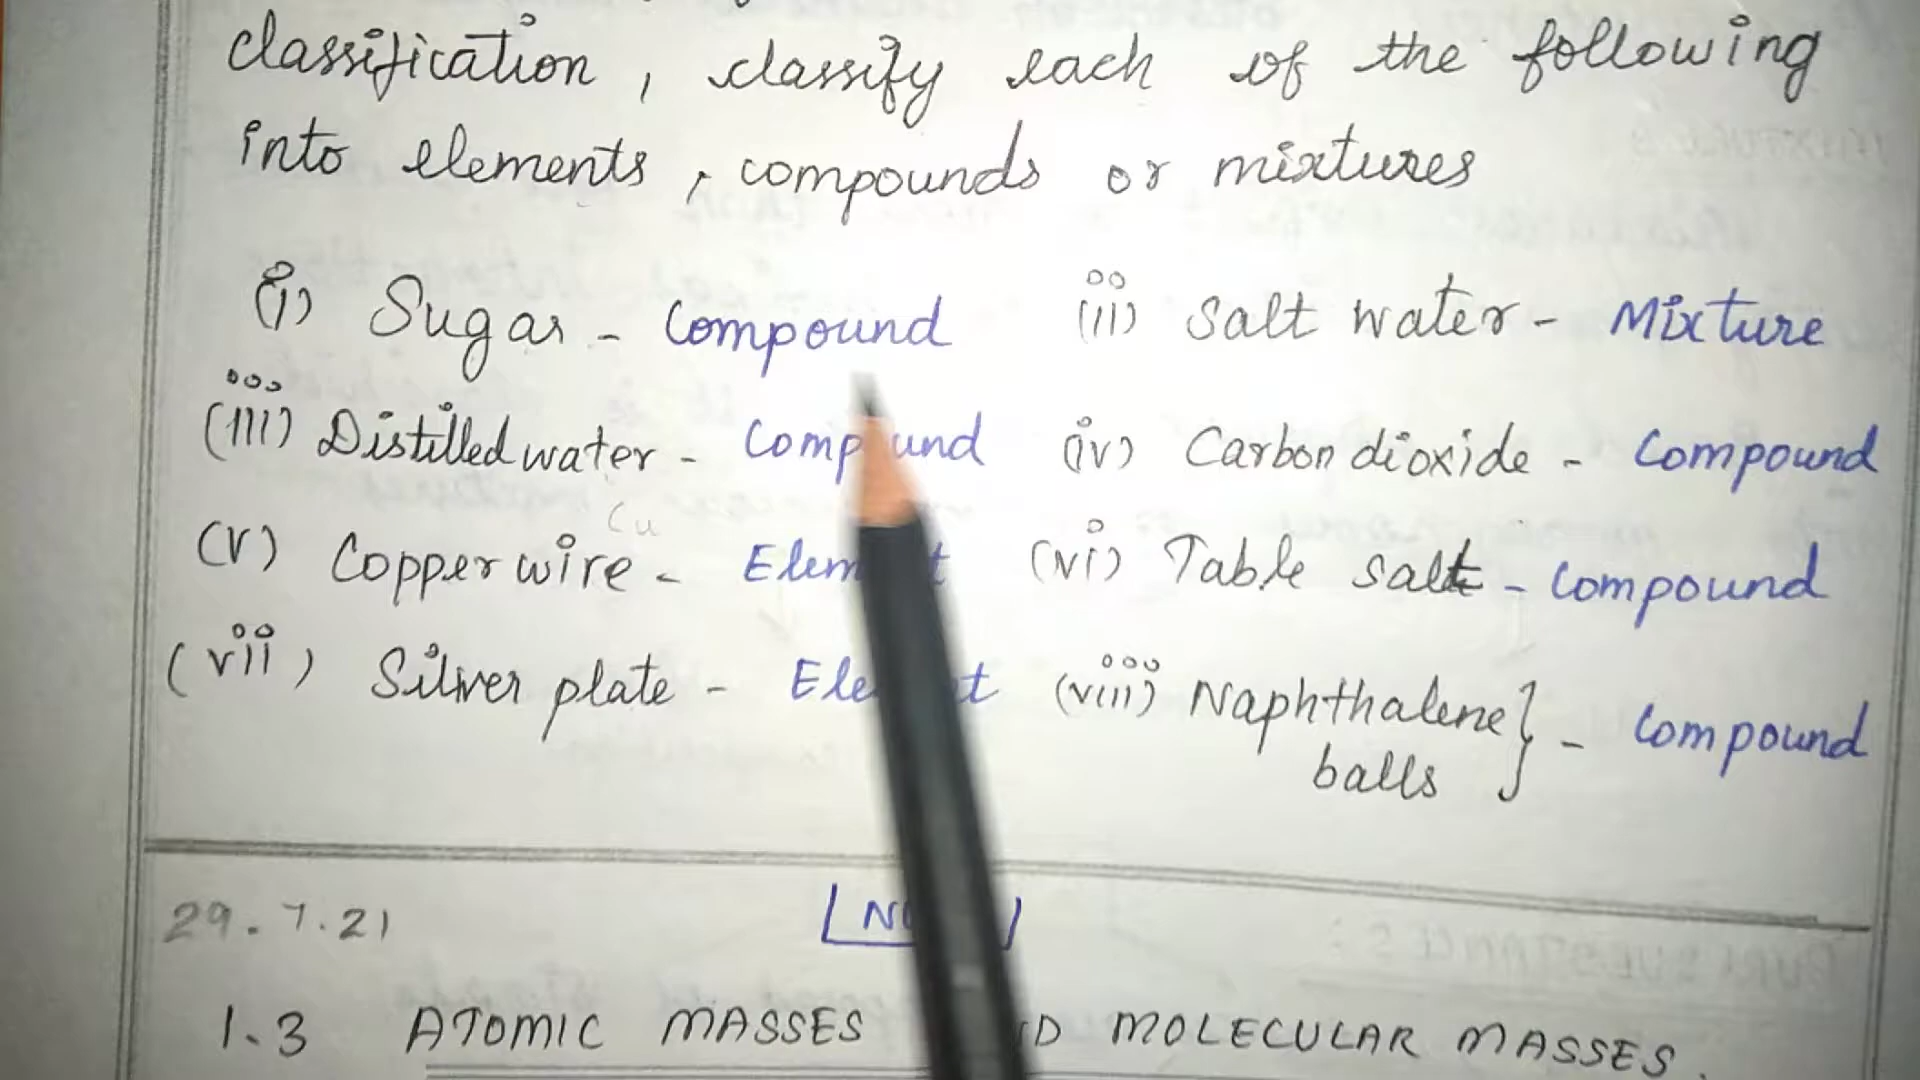 classification, classify each of the following
into elements, compounds or mixtures
(i) Sugar - Compound (ii) Salt water - Mixture
(iii) Distilled water - (iv) Carbon dioxide - Compound
Cu
(v) Copper wire - (vi) Table salt - Compound
(vii) Silver plate - (viii) Naphthalene } - Compound
balls
29.7.21
1.3 ATOMIC MASSES MOLECULAR MASSES.